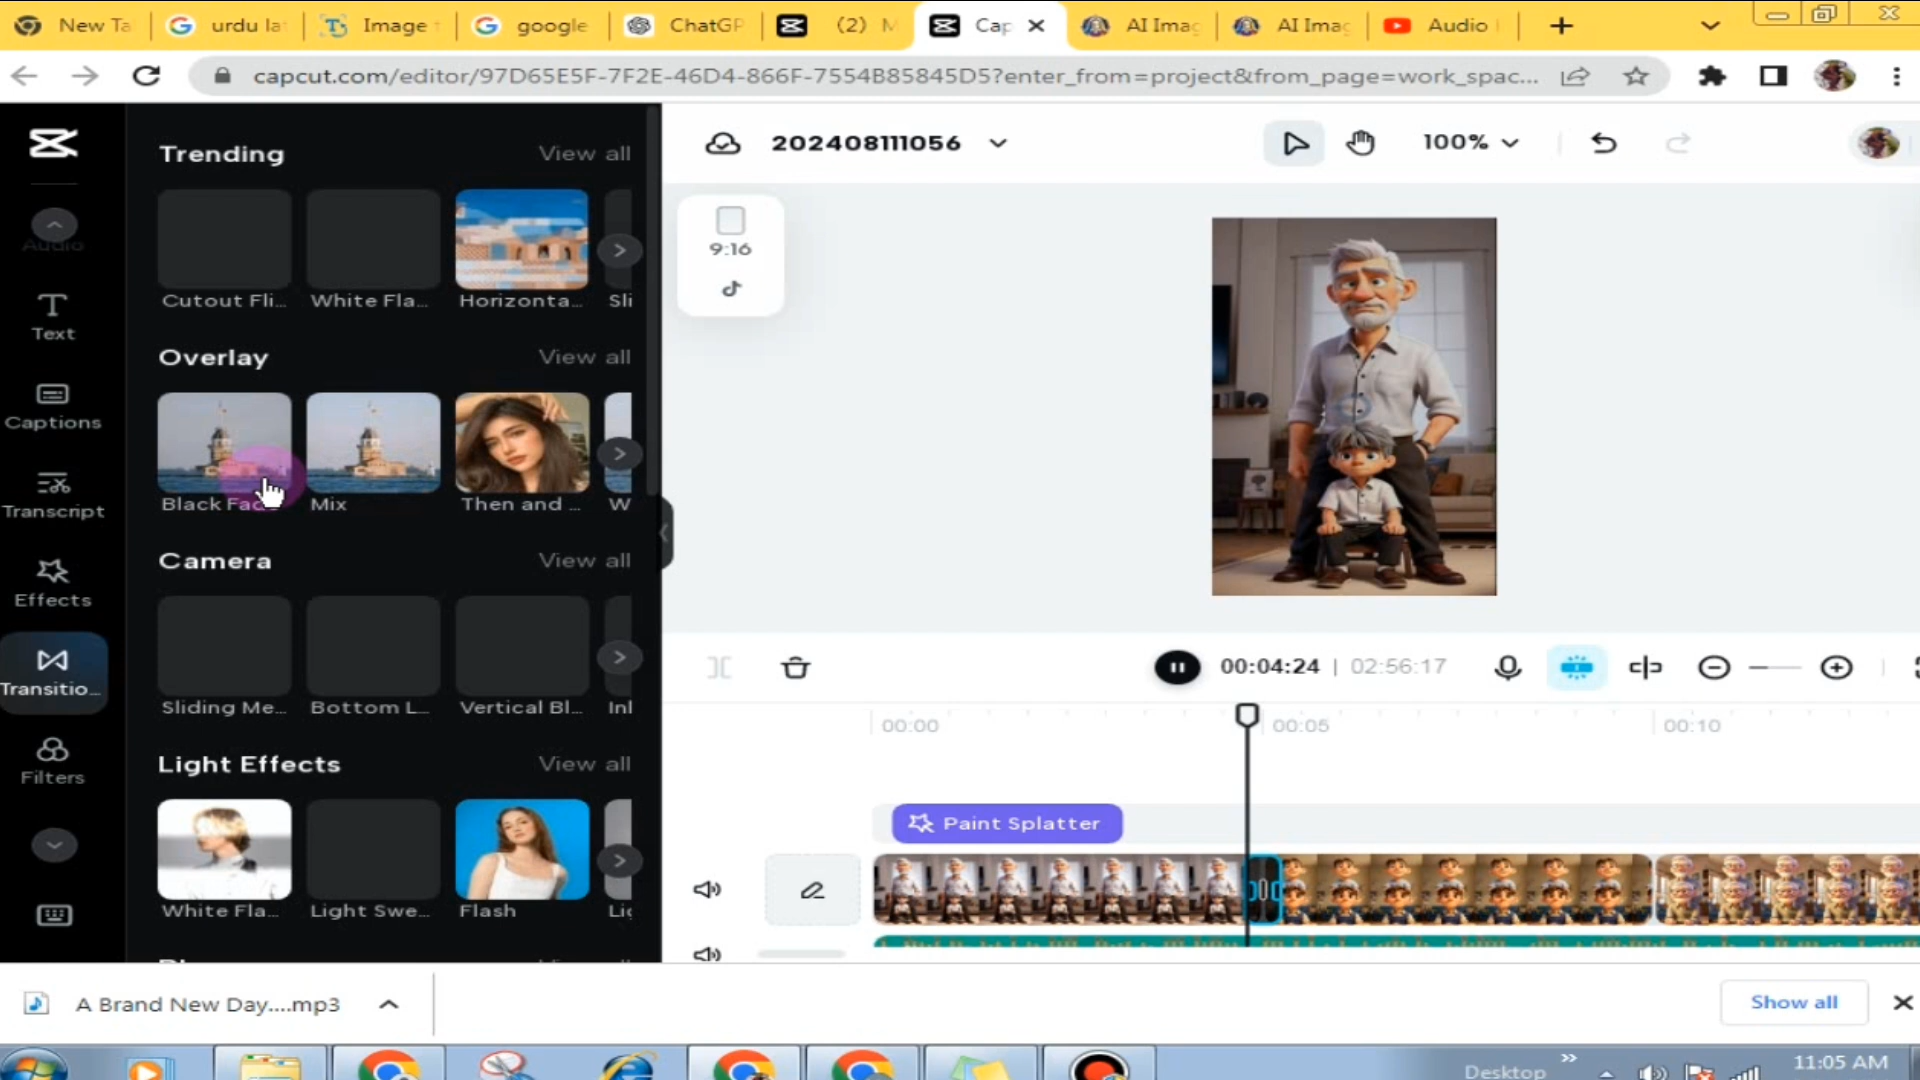 New Ta
urdu lat
Image t
google
ChatGP
(2) M
Cap
AI Imag
AI Imag
Audio
capcut.com/editor/97D65E5F-7F2E-46D4-866F-7554B85845D5?enter_from=project&from_page=work_spac...
Audio
Text
Captions
Transcript
Effects
Transitio...
Filters
Trending
View all
Cutout Fli...
White Fla...
Horizonta...
Sli
Overlay
View all
Black Fad
Mix
Then and ...
W
Camera
View all
Sliding Me...
Bottom L...
Vertical Bl...
Inl
Light Effects
View all
White Fla...
Light Swe...
Flash
Lig
202408111056
100%
9:16
00:04:24 | 02:56:17
00:00
00:05
00:10
Paint Splatter
A Brand New Day....mp3
Show all
Desktop
11:05 AM